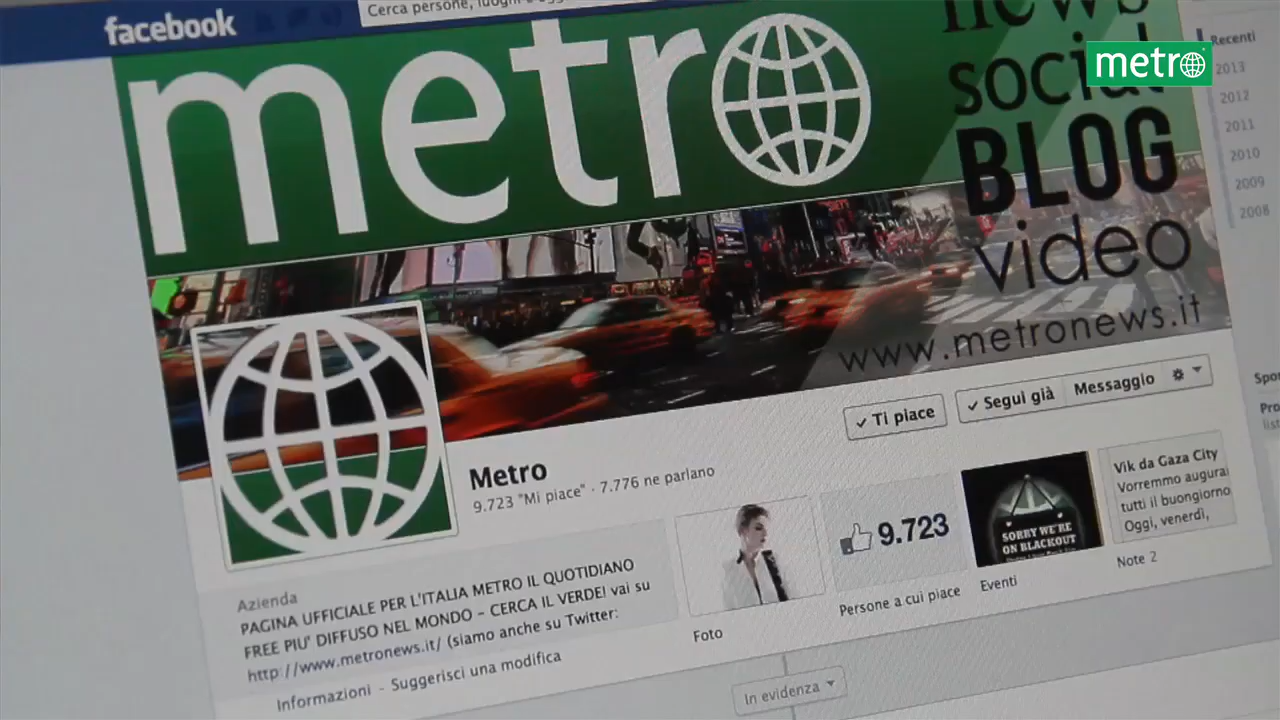 facebook
Cerca persone, luoghi
metro
news
social
BLOG
video
www.metronews.it
metro
Recenti
2013
2012
2011
2010
2009
2008
Ti piace
Segui già
Messaggio
Metro
9.723 "Mi piace" · 7.776 ne parlano
Azienda
PAGINA UFFICIALE PER L'ITALIA METRO IL QUOTIDIANO
FREE PIU' DIFFUSO NEL MONDO - CERCA IL VERDE! vai su
http://www.metronews.it/ (siamo anche su Twitter:
Informazioni - Suggerisci una modifica
Foto
9.723
Persone a cui piace
SORRY WE'RE
ON BLACKOUT
Eventi
Vik da Gaza City
Vorremmo augura
tutti il buongiorno
Oggi, venerdì,
Note 2
In evidenza